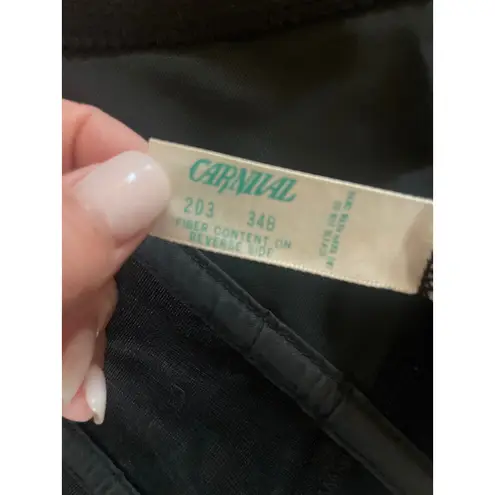 CARNIVAL
203 34B
FIBER CONTENT ON
REVERSE SIDE